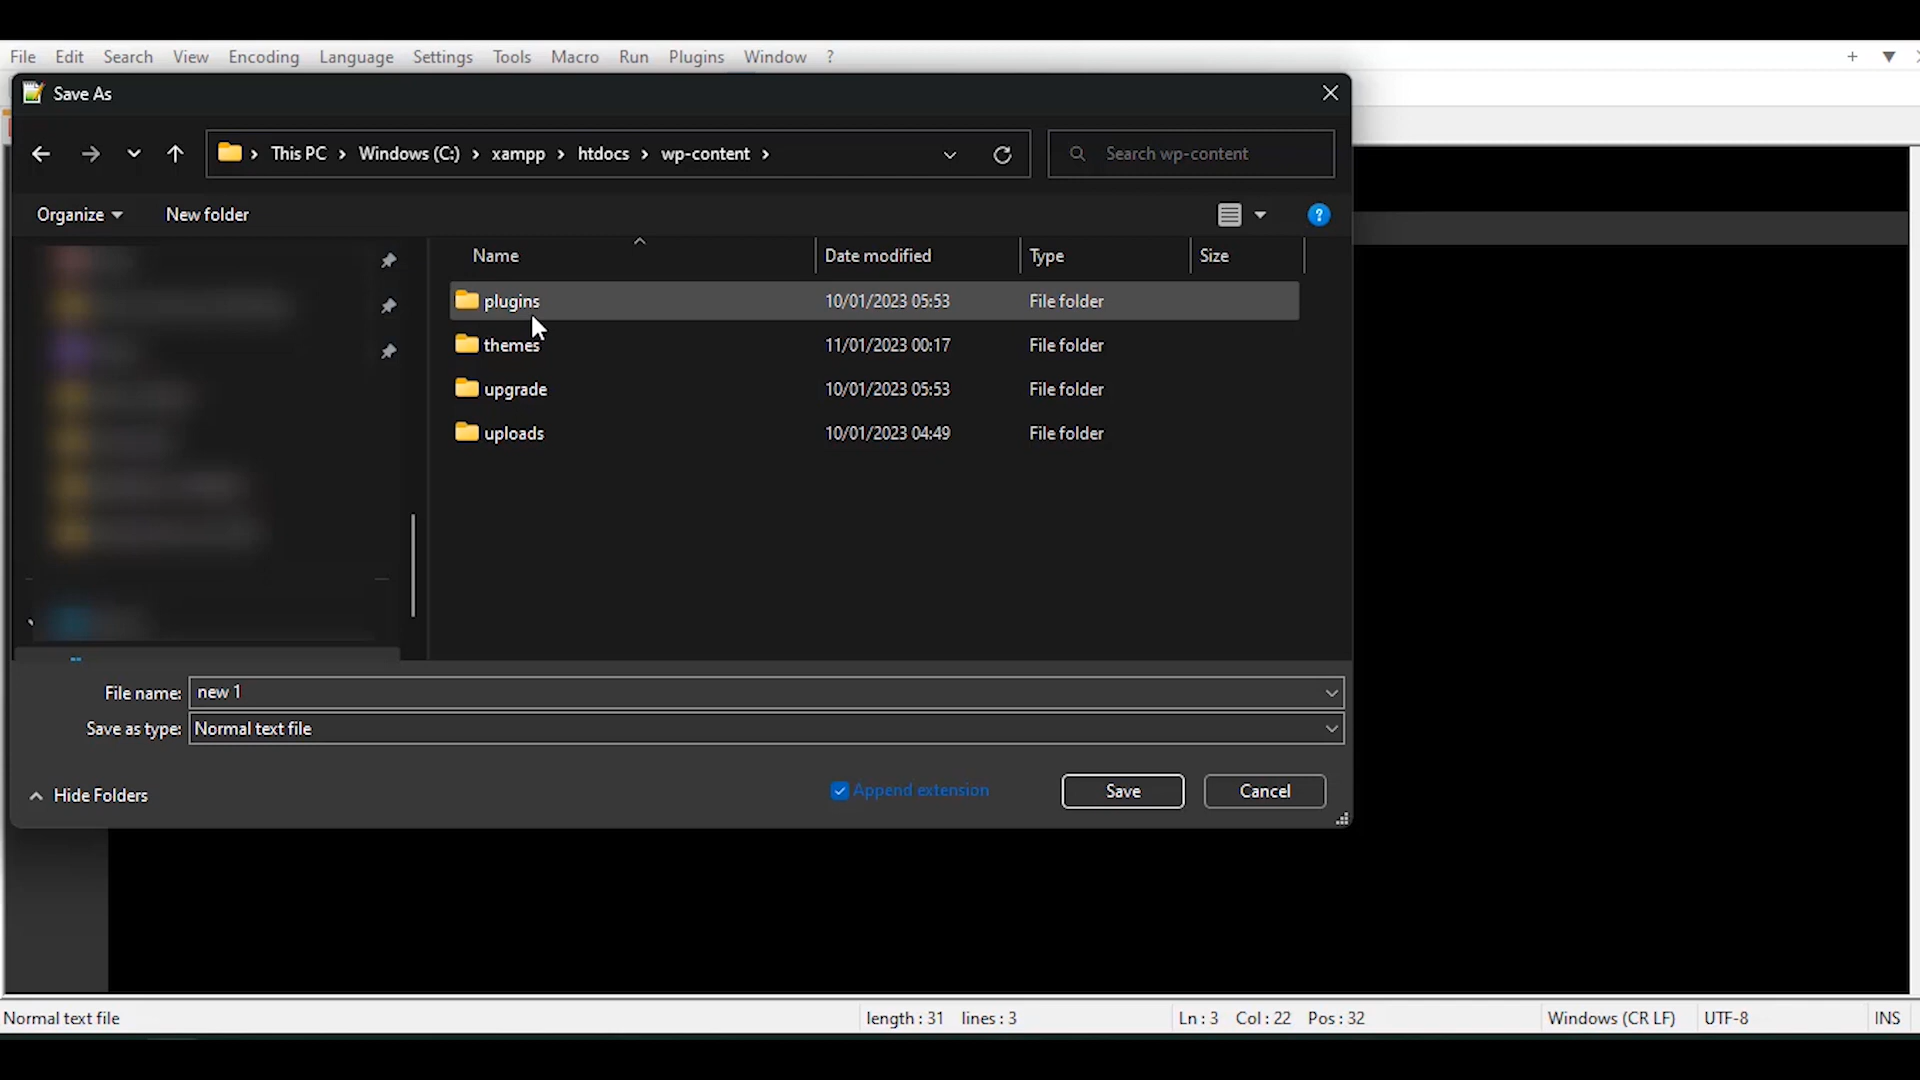 File Edit Search View Encoding Language Settings Tools Macro Run Plugins Window ?
Save As
This PC > Windows (C:) > xampp > htdocs > wp-content >
Search wp-content
Organize New folder
Name Date modified Type Size
plugins 10/01/2023 05:53 File folder
themes 11/01/2023 00:17 File folder
upgrade 10/01/2023 05:53 File folder
uploads 10/01/2023 04:49 File folder
File name: new 1
Save as type: Normal text file
Hide Folders Append extension Save Cancel
Normal text file length : 31 lines : 3 Ln : 3 Col : 22 Pos : 32 Windows (CR LF) UTF-8 INS